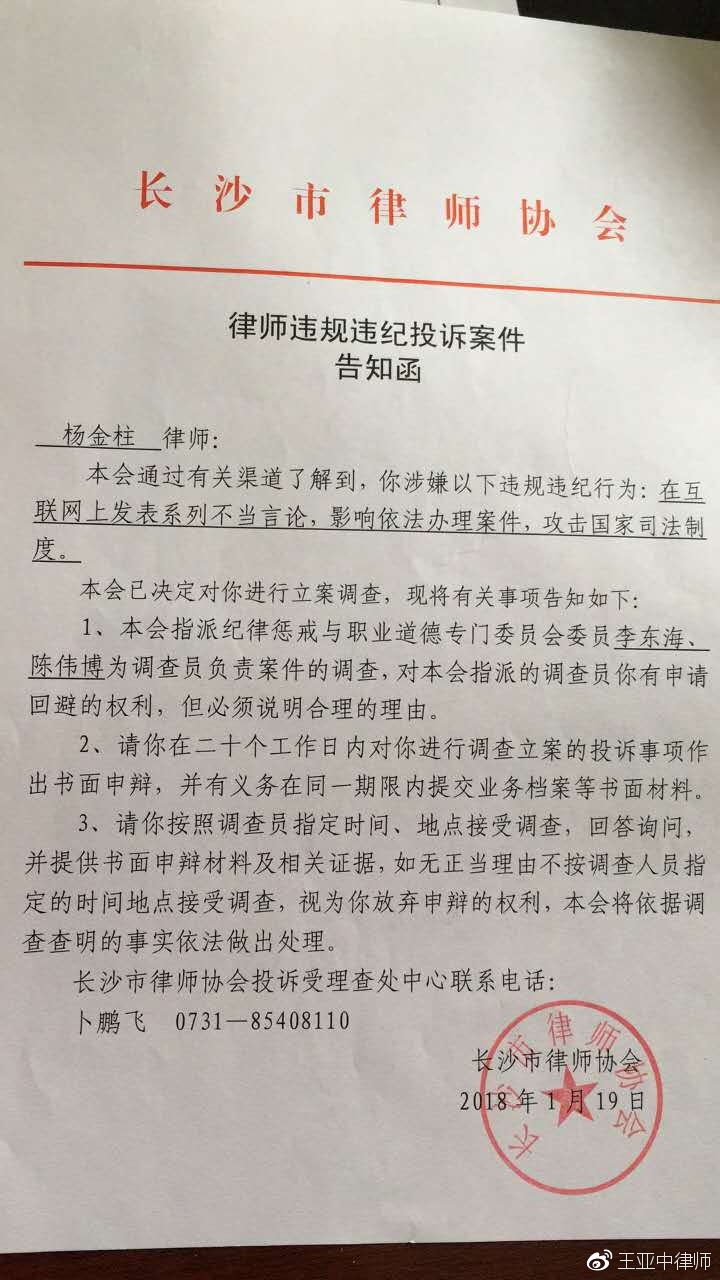 长沙市律师协会
律师违规违纪投诉案件
告知函
杨金柱 律师：
本会通过有关渠道了解到，你涉嫌以下违规违纪行为：在互
联网上发表系列不当言论，影响依法办理案件，攻击国家司法制
度。
本会已决定对你进行立案调查，现将有关事项告知如下：
1、本会指派纪律惩戒与职业道德专门委员会委员李东海、
陈伟博为调查员负责案件的调查，对本会指派的调查员你有申请
回避的权利，但必须说明合理的理由。
2、请你在二十个工作日内对你进行调查立案的投诉事项作
出书面申辩，并有义务在同一期限内提交业务档案等书面材料。
3、请你按照调查员指定时间、地点接受调查，回答询问，
并提供书面申辩材料及相关证据，如无正当理由不按调查人员指
定的时间地点接受调查，视为你放弃申辩的权利，本会将依据调
查查明的事实依法做出处理。
长沙市律师协会投诉受理查处中心联系电话：
卜鹏飞 0731—85408110
长沙市律师协会
2018年1月19日
长沙市律师协会
王亚中律师